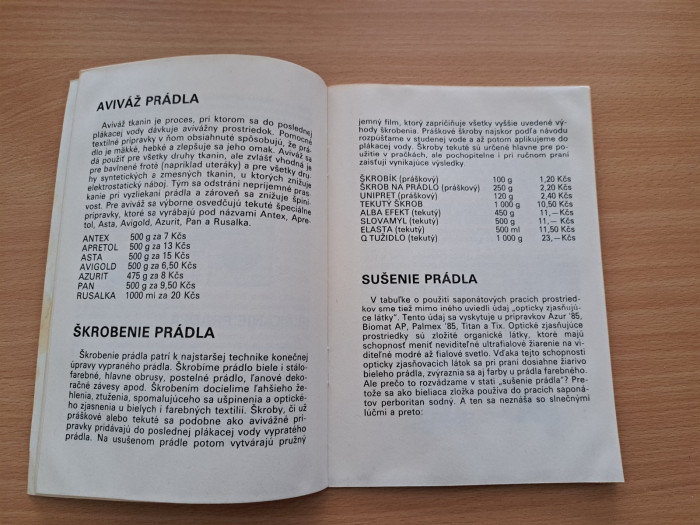 AVIVÁŽ PRÁDLA
Aviváž tkanín je proces, pri ktorom sa do poslednej
plákacej vody dávkuje avivážny prostriedok. Pomocné
textilné prípravky v ňom obsiahnuté spôsobujú, že prá-
dlo je mäkké, hebké a zlepšuje sa jeho omak. Aviváž sa
dá použiť pre všetky druhy tkanín, ale zvlášť vhodná je
pre bavlnené froté (napríklad uteráky) a pre všetky dru-
hy syntetických a zmesných tkanín, u ktorých znižuje
elektrostatický náboj. Tým sa odstráni nepríjemné pras-
kanie pri vyzliekaní prádla a zároveň sa znižuje špini-
vosť. Pre aviváž sa výborne osvedčujú tekuté špeciálne
prípravky, ktoré sa vyrábajú pod názvami Antex, Apre-
tol, Asta, Avigold, Azurit, Pan a Rusalka.
ANTEX 500 g za 7 Kčs
APRETOL 500 g za 13 Kčs
ASTA 500 g za 15 Kčs
AVIGOLD 500 g za 6,50 Kčs
AZURIT 475 g za 8 Kčs
PAN 500 g za 9,50 Kčs
RUSALKA 1000 ml za 20 Kčs
ŠKROBENIE PRÁDLA
Škrobenie prádla patrí k najstaršej technike konečnej
úpravy vypraného prádla. Škrobíme prádlo biele i stálo-
farebné, hlavne obrusy, postelné prádlo, ľanové deko-
račné závesy apod. Škrobením docielime ľahšieho že-
hlenia, ztuženia, spomalujúceho sa ušpinenia a optické-
ho zjasnenia u bielych i farebných textilií. Škroby, či už
práškové alebo tekuté sa podobne ako avivážné prí-
pravky pridávajú do poslednej plákacej vody vypratého
prádla. Na usušenom prádle potom vytvárajú pružný
jemný film, ktorý zapríčiňuje všetky vyššie uvedené vý-
hody škrobenia. Práškové škroby najskor podľa návodu
rozpúšťame v studenej vode a až potom aplikujeme do
plákacej vody. Škroby tekuté sú určené hlavne pre po-
užitie v pračkách, ale pochopitelne i pri ručnom praní
zaisťujú vynikajúce výsledky.
ŠKROBÍK (práškový) 100 g 1,20 Kčs
ŠKROB NA PRÁDLO (práškový) 250 g 2,20 Kčs
UNIPRET (práškový) 120 g 2,40 Kčs
TEKUTÝ ŠKROB 1 000 g 10,50 Kčs
ALBA EFEKT (tekutý) 450 g 11,—Kčs
SLOVAMYL (tekutý) 500 g 11,—Kčs
ELASTA (tekutý) 500 ml 11,50 Kčs
Q TUŽIDLO (tekutý) 1 000 g 23,—Kčs
SUŠENIE PRÁDLA
V tabuľke o použití saponátových pracích prostried-
kov sme tiež mimo iného uviedli údaj „opticky zjasňujú-
ce látky". Tento údaj sa vyskytuje u prípravkov Azur '85,
Biomat AP, Palmex '85, Titan a Tix. Optické zjasňujúce
prostriedky sú zložité organické látky, ktoré majú
schopnosť meniť neviditeľné ultrafialové žiarenie na vi-
diteľné modré až fialové svetlo. Vďaka tejto schopnosti
opticky zjasňovacích látok sa pri praní dosiahne žiarivo
bieleho prádla, zvýraznia sa aj farby u prádla farebného.
Ale prečo to rozvádzame v stati „sušenie prádla"? Pre-
tože sa ako bieliaca zložka používa do pracích saponá-
tov perboritan sodný. A ten sa neznáša so slnečnými
lúčmi a preto: